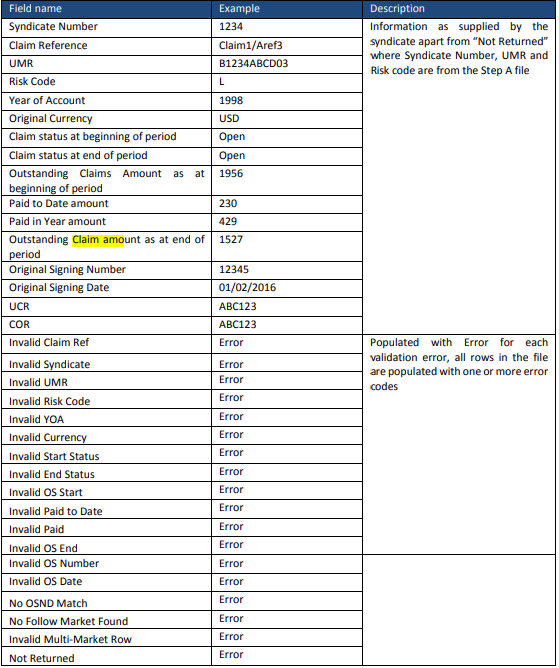 Field name Example Description
Syndicate Number 1234 Information as supplied by the
Claim Reference Claim1/Aref3 syndicate apart from “Not Returned”
UMR B1234ABCD03 where Syndicate Number, UMR and
Risk Code L Risk code are from the Step A file
Year of Account 1998
Original Currency USD
Claim status at beginning of period Open
Claim status at end of period Open
Outstanding Claims Amount as at 1956
beginning of period
Paid to Date amount 230
Paid in Year amount 429
Outstanding Claim amount as at end of 1527
period
Original Signing Number 12345
Original Signing Date 01/02/2016
UCR ABC123
COR ABC123
Invalid Claim Ref Error Populated with Error for each
Invalid Syndicate Error validation error, all rows in the file
Invalid UMR Error are populated with one or more error
Invalid Risk Code Error codes
Invalid YOA Error
Invalid Currency Error
Invalid Start Status Error
Invalid End Status Error
Invalid OS Start Error
Invalid Paid to Date Error
Invalid Paid Error
Invalid OS End Error
Invalid OS Number Error
Invalid OS Date Error
No OSND Match Error
No Follow Market Found Error
Invalid Multi-Market Row Error
Not Returned Error